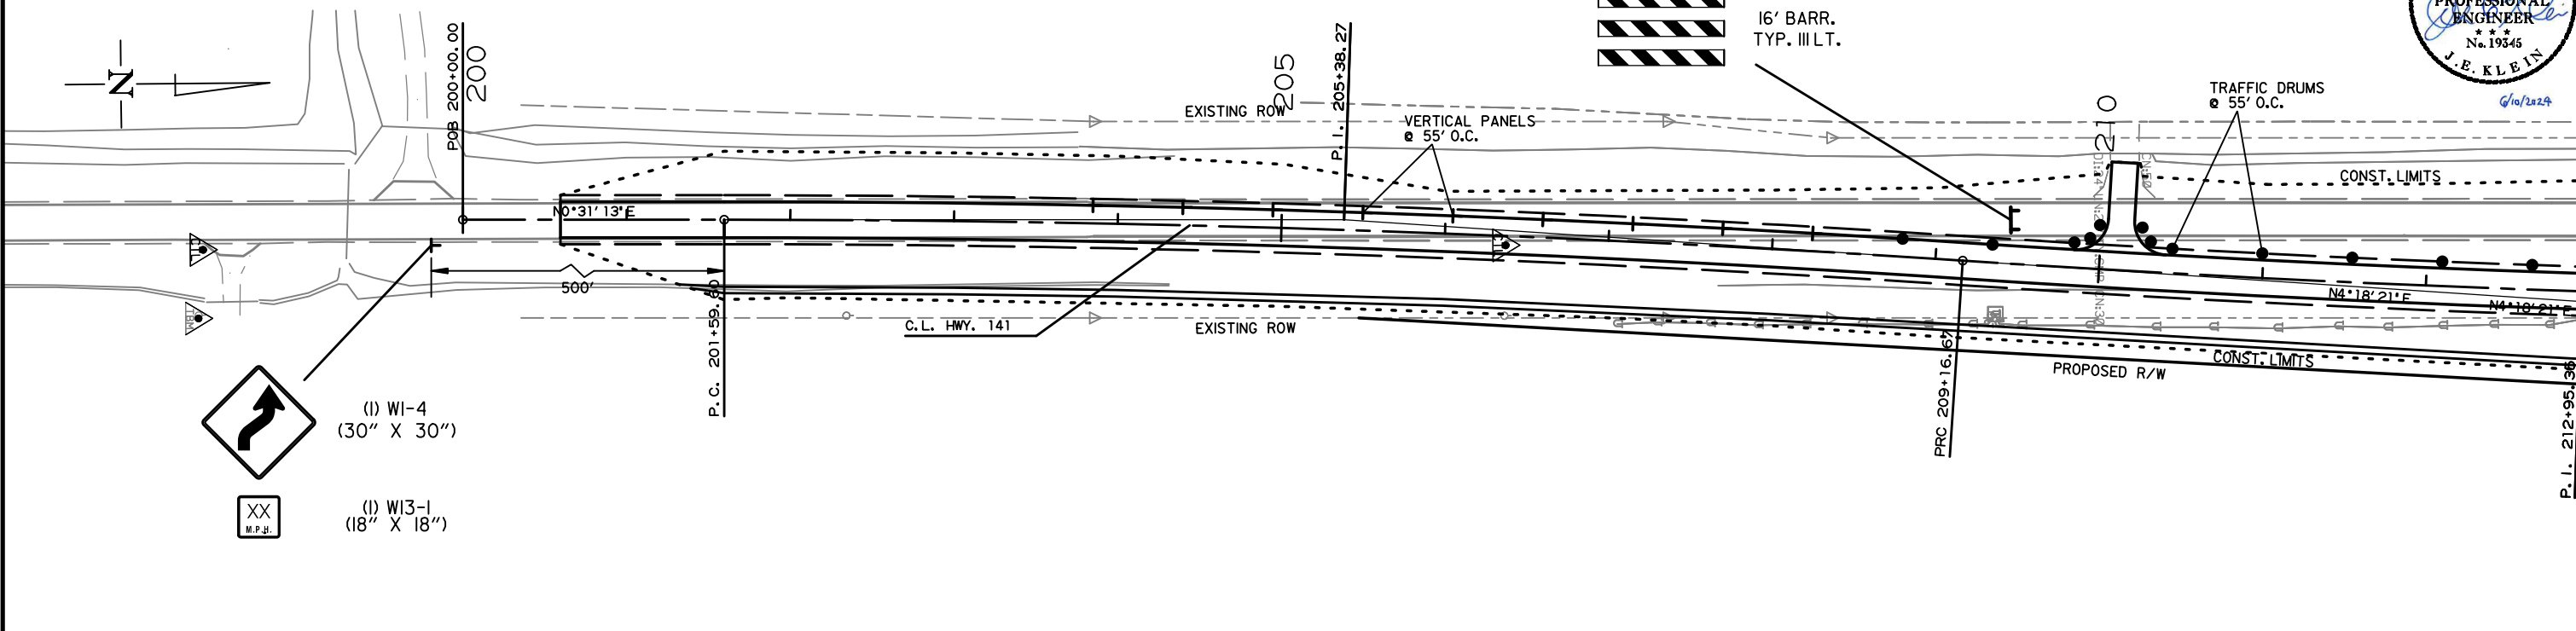 N
POB 200+00.00
200
N0°31'13"E
500'
P.C. 201+59.60
(1) W1-4
(30" X 30")
XX
M.P.H.
(1) W13-1
(18" X 18")
C.L. HWY. 141
EXISTING ROW
EXISTING ROW
205
P.I. 205+38.27
VERTICAL PANELS
@ 55' O.C.
16' BARR.
TYP. III LT.
PRC 209+16.67
210
TRAFFIC DRUMS
@ 55' O.C.
CONST. LIMITS
N4°18'21"E
N4°18'21"E
CONST. LIMITS
PROPOSED R/W
P.I. 212+95.36
PROFESSIONAL
ENGINEER
No. 19345
J.E. KLEIN
6/10/2024
TBM